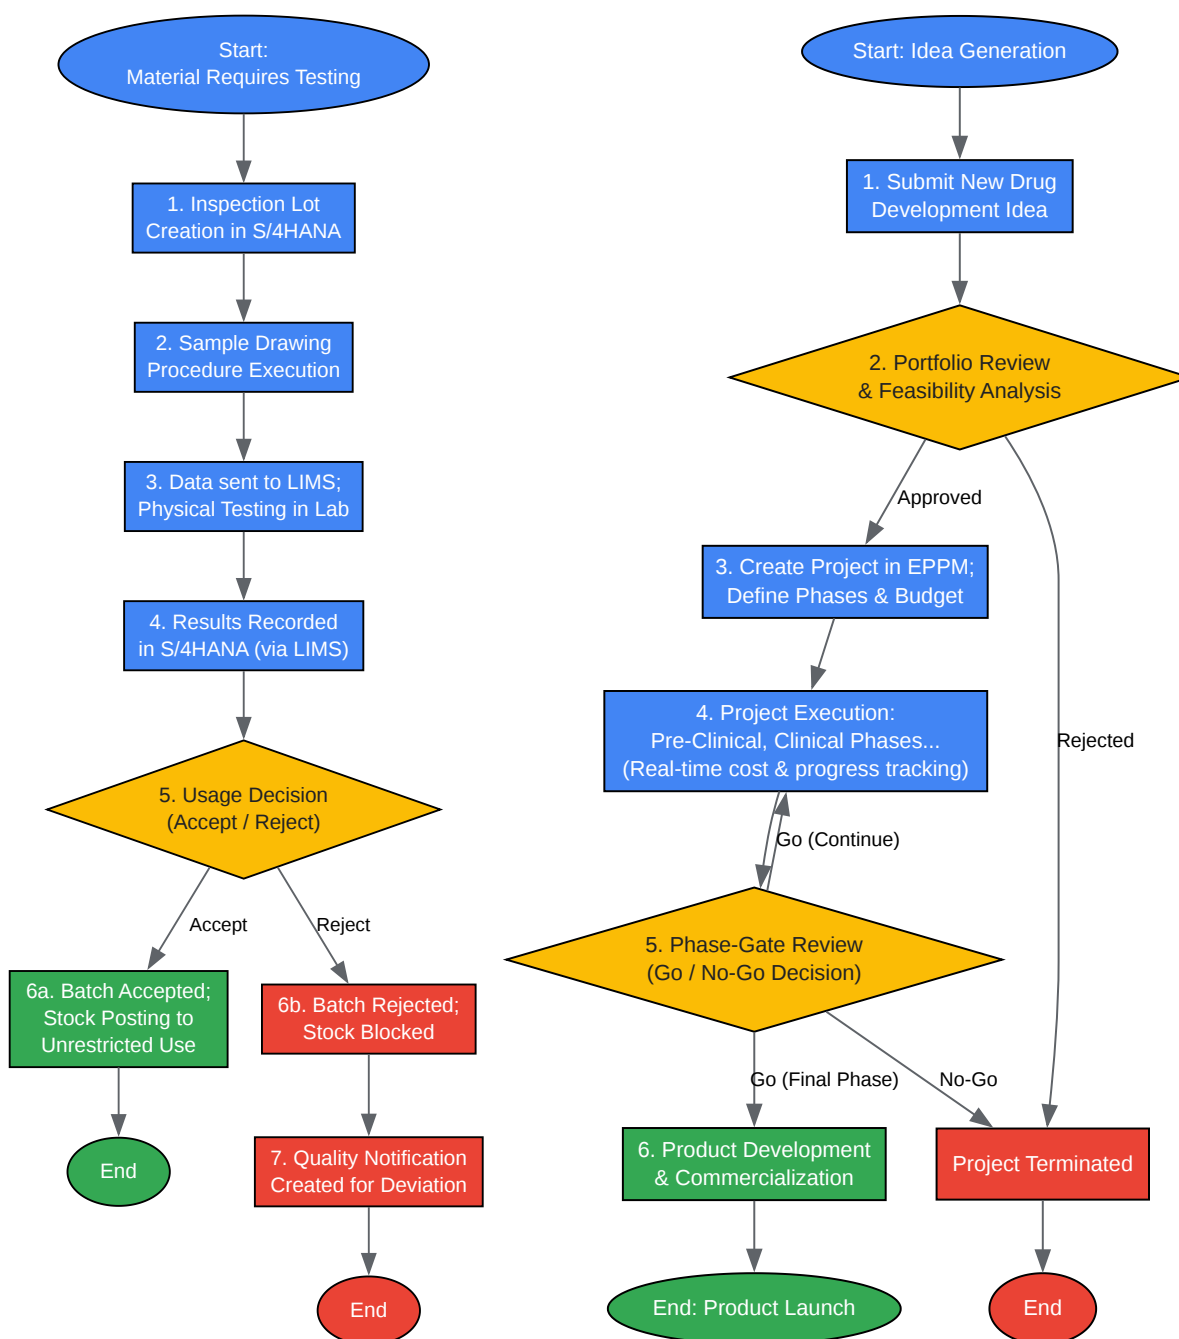 Start:
Material Requires Testing
1. Inspection Lot
Creation in S/4HANA
2. Sample Drawing
Procedure Execution
3. Data sent to LIMS;
Physical Testing in Lab
4. Results Recorded
in S/4HANA (via LIMS)
5. Usage Decision
(Accept / Reject)
Accept
Reject
6a. Batch Accepted;
Stock Posting to
Unrestricted Use
6b. Batch Rejected;
Stock Blocked
End
7. Quality Notification
Created for Deviation
End
Start: Idea Generation
1. Submit New Drug
Development Idea
2. Portfolio Review
& Feasibility Analysis
Approved
3. Create Project in EPPM;
Define Phases & Budget
4. Project Execution:
Pre-Clinical, Clinical Phases...
(Real-time cost & progress tracking)
Rejected
Go (Continue)
5. Phase-Gate Review
(Go / No-Go Decision)
Go (Final Phase)
No-Go
6. Product Development
& Commercialization
Project Terminated
End: Product Launch
End